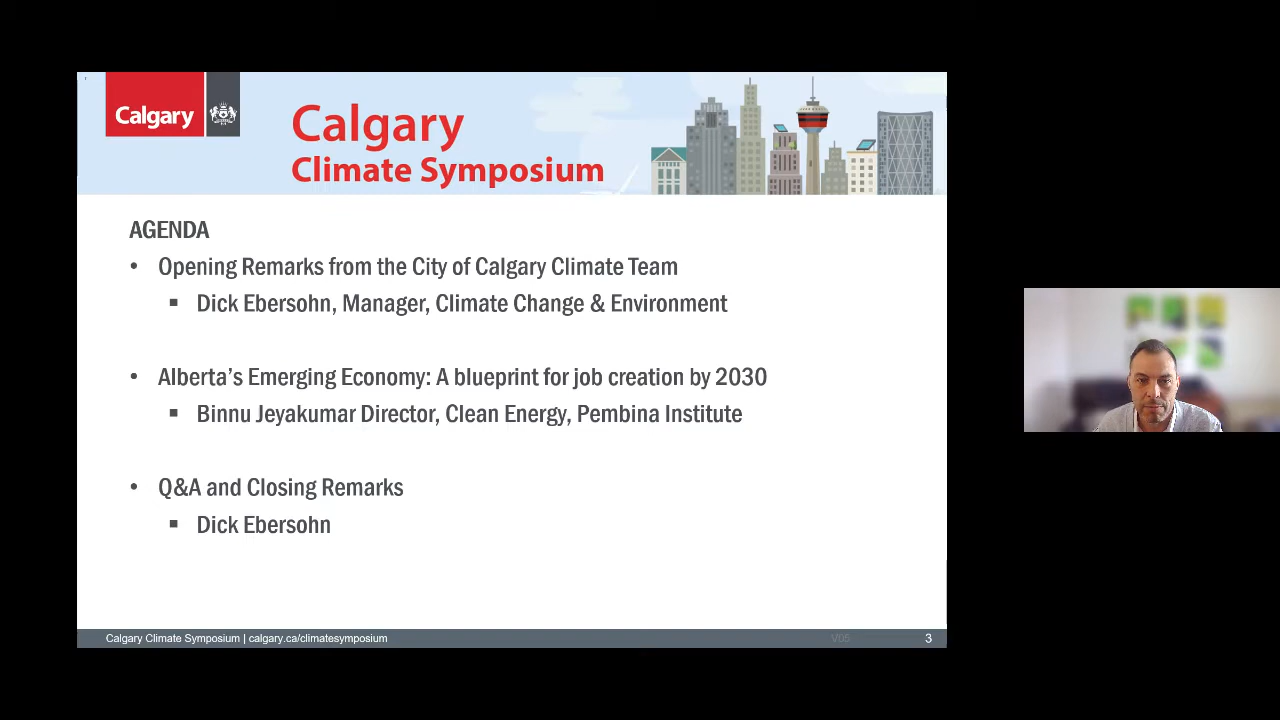 Calgary
Calgary
Climate Symposium
AGENDA
• Opening Remarks from the City of Calgary Climate Team
▪ Dick Ebersohn, Manager, Climate Change & Environment
• Alberta’s Emerging Economy: A blueprint for job creation by 2030
▪ Binnu Jeyakumar Director, Clean Energy, Pembina Institute
• Q&A and Closing Remarks
▪ Dick Ebersohn
Calgary Climate Symposium | calgary.ca/climatesymposium V05 3